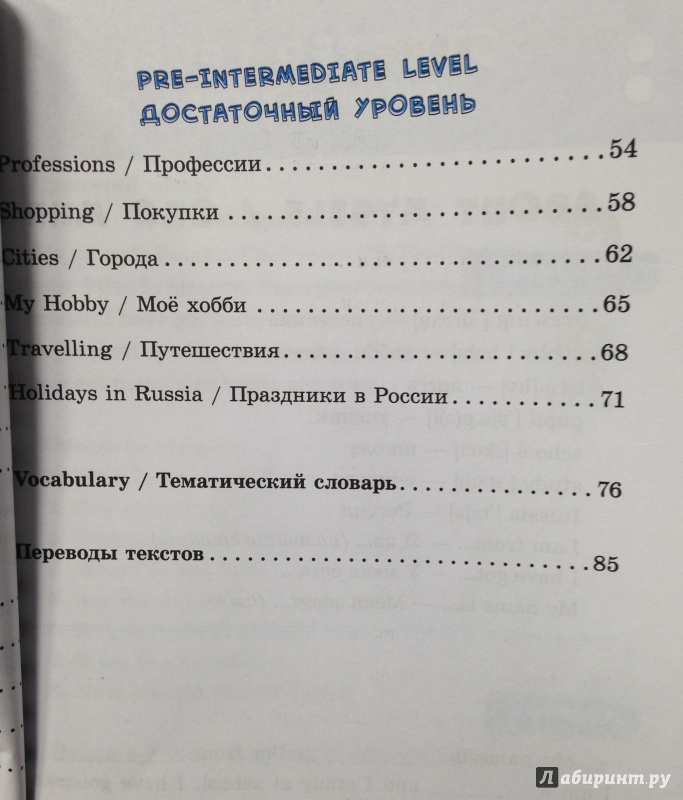 PRE-INTERMEDIATE LEVEL
ДОСТАТОЧНЫЙ УРОВЕНЬ
Professions / Профессии 54
Shopping / Покупки 58
Cities / Города 62
My Hobby / Моё хобби 65
Travelling / Путешествия 68
Holidays in Russia / Праздники в России 71
Vocabulary / Тематический словарь 76
Переводы текстов 85
Лабиринт.ру